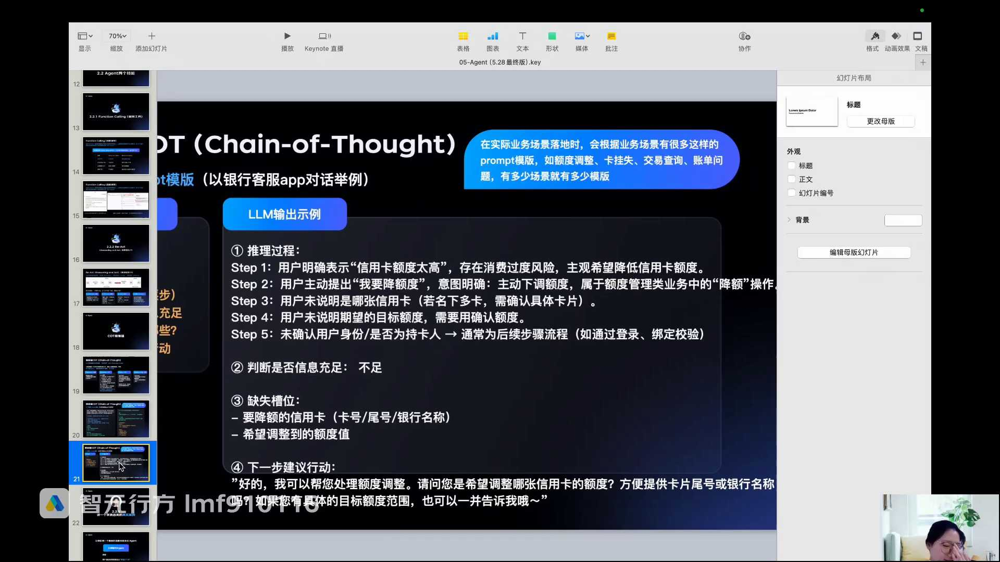 显示
70%
缩放
添加幻灯片
播放
Keynote 直播
表格
图表
文本
形状
媒体
批注
协作
格式
动画效果
文稿
05-Agent (5.28最终版).key
12
2.2 Agent两个技能
13
2.2.1 Function Calling (调用工具)
14
Function Calling
15
Function Calling
16
2.2.2 Re-Act
17
18
COT思维链
19
20
21
22
OT (Chain-of-Thought)
pt模版（以银行客服app对话举例）
在实际业务场景落地时，会根据业务场景有很多这样的
prompt模版，如额度调整、卡挂失、交易查询、账单问
题，有多少场景就有多少模版
步）
充足
些？
动
LLM输出示例
① 推理过程：
Step 1：用户明确表示“信用卡额度太高”，存在消费过度风险，主观希望降低信用卡额度。
Step 2：用户主动提出“我要降额度”，意图明确：主动下调额度，属于额度管理类业务中的“降额”操作。
Step 3：用户未说明是哪张信用卡（若名下多卡，需确认具体卡片）。
Step 4：用户未说明期望的目标额度，需要用确认额度。
Step 5：未确认用户身份/是否为持卡人 → 通常为后续步骤流程（如通过登录、绑定校验）
② 判断是否信息充足： 不足
③ 缺失槽位：
– 要降额的信用卡（卡号/尾号/银行名称）
– 希望调整到的额度值
④ 下一步建议行动：
”好的，我可以帮您处理额度调整。请问您是希望调整哪张信用卡的额度？方便提供卡片尾号或银行名称
吗？如果您有具体的目标额度范围，也可以一并告诉我哦～”
幻灯片布局
Lorem Ipsum Dolor
标题
更改母版
外观
标题
正文
幻灯片编号
背景
编辑母版幻灯片
智元行方 lmf910116